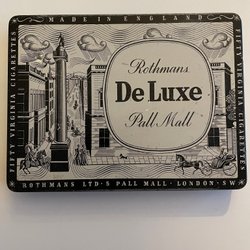 MADE IN ENGLAND
FIFTY VIRGINIA CIGARETTES
Rothmans
De Luxe
Pall Mall
FIFTY VIRGINIA CIGARETTES
ROTHMANS LTD · 5 PALL MALL · LONDON · SW